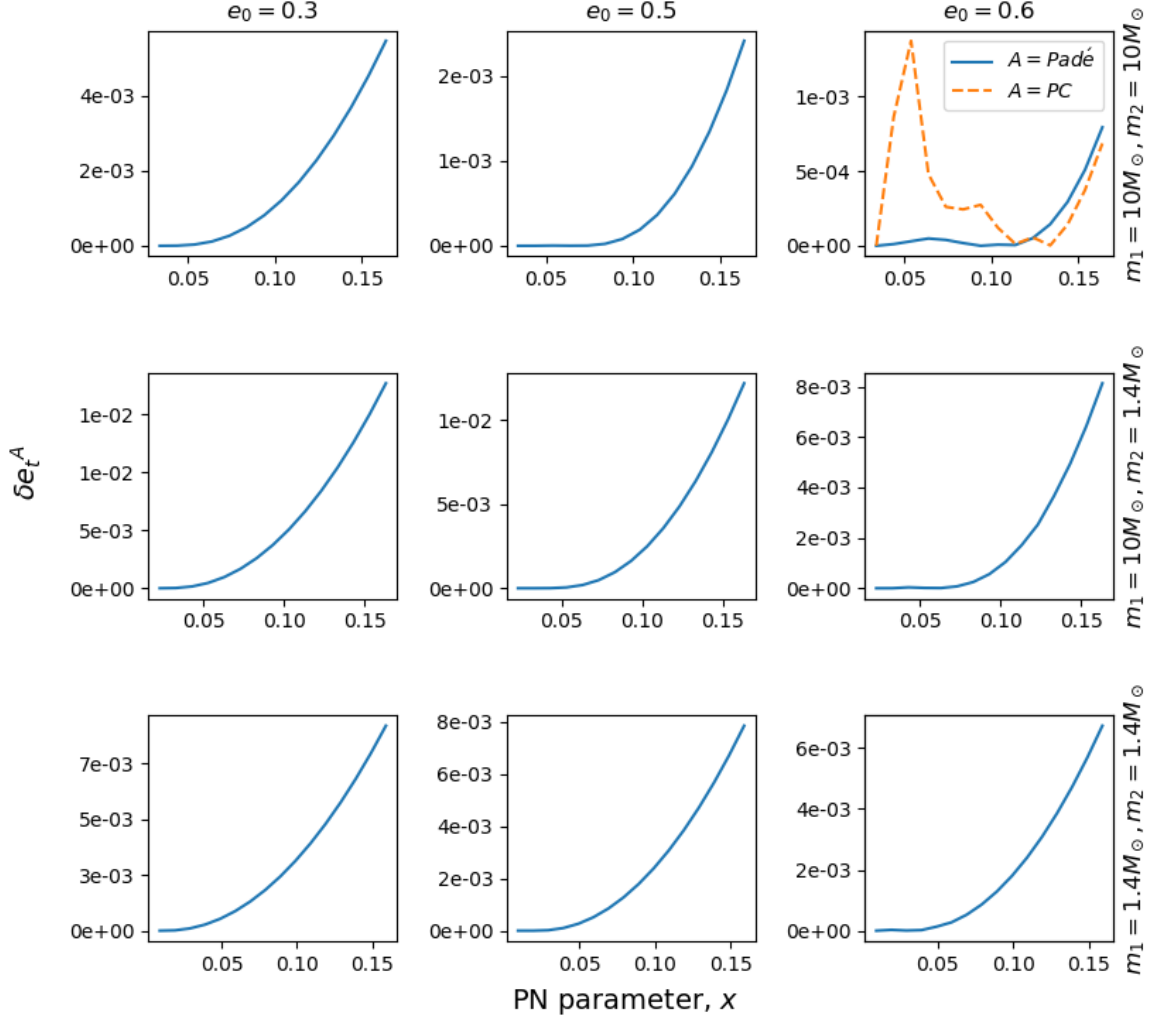 e₀ = 0.3
e₀ = 0.5
e₀ = 0.6
4e-03
2e-03
0e+00
0.05 0.10 0.15
2e-03
1e-03
0e+00
0.05 0.10 0.15
1e-03
5e-04
0e+00
0.05 0.10 0.15
A = Padé
A = PC
m₁ = 10M⊙, m₂ = 10M⊙
δeₜᴬ
1e-02
1e-02
5e-03
0e+00
0.05 0.10 0.15
1e-02
5e-03
0e+00
0.05 0.10 0.15
8e-03
6e-03
4e-03
2e-03
0e+00
0.05 0.10 0.15
m₁ = 10M⊙, m₂ = 1.4M⊙
7e-03
5e-03
3e-03
0e+00
0.05 0.10 0.15
8e-03
6e-03
4e-03
2e-03
0e+00
0.05 0.10 0.15
6e-03
4e-03
2e-03
0e+00
0.05 0.10 0.15
m₁ = 1.4M⊙, m₂ = 1.4M⊙
PN parameter, x